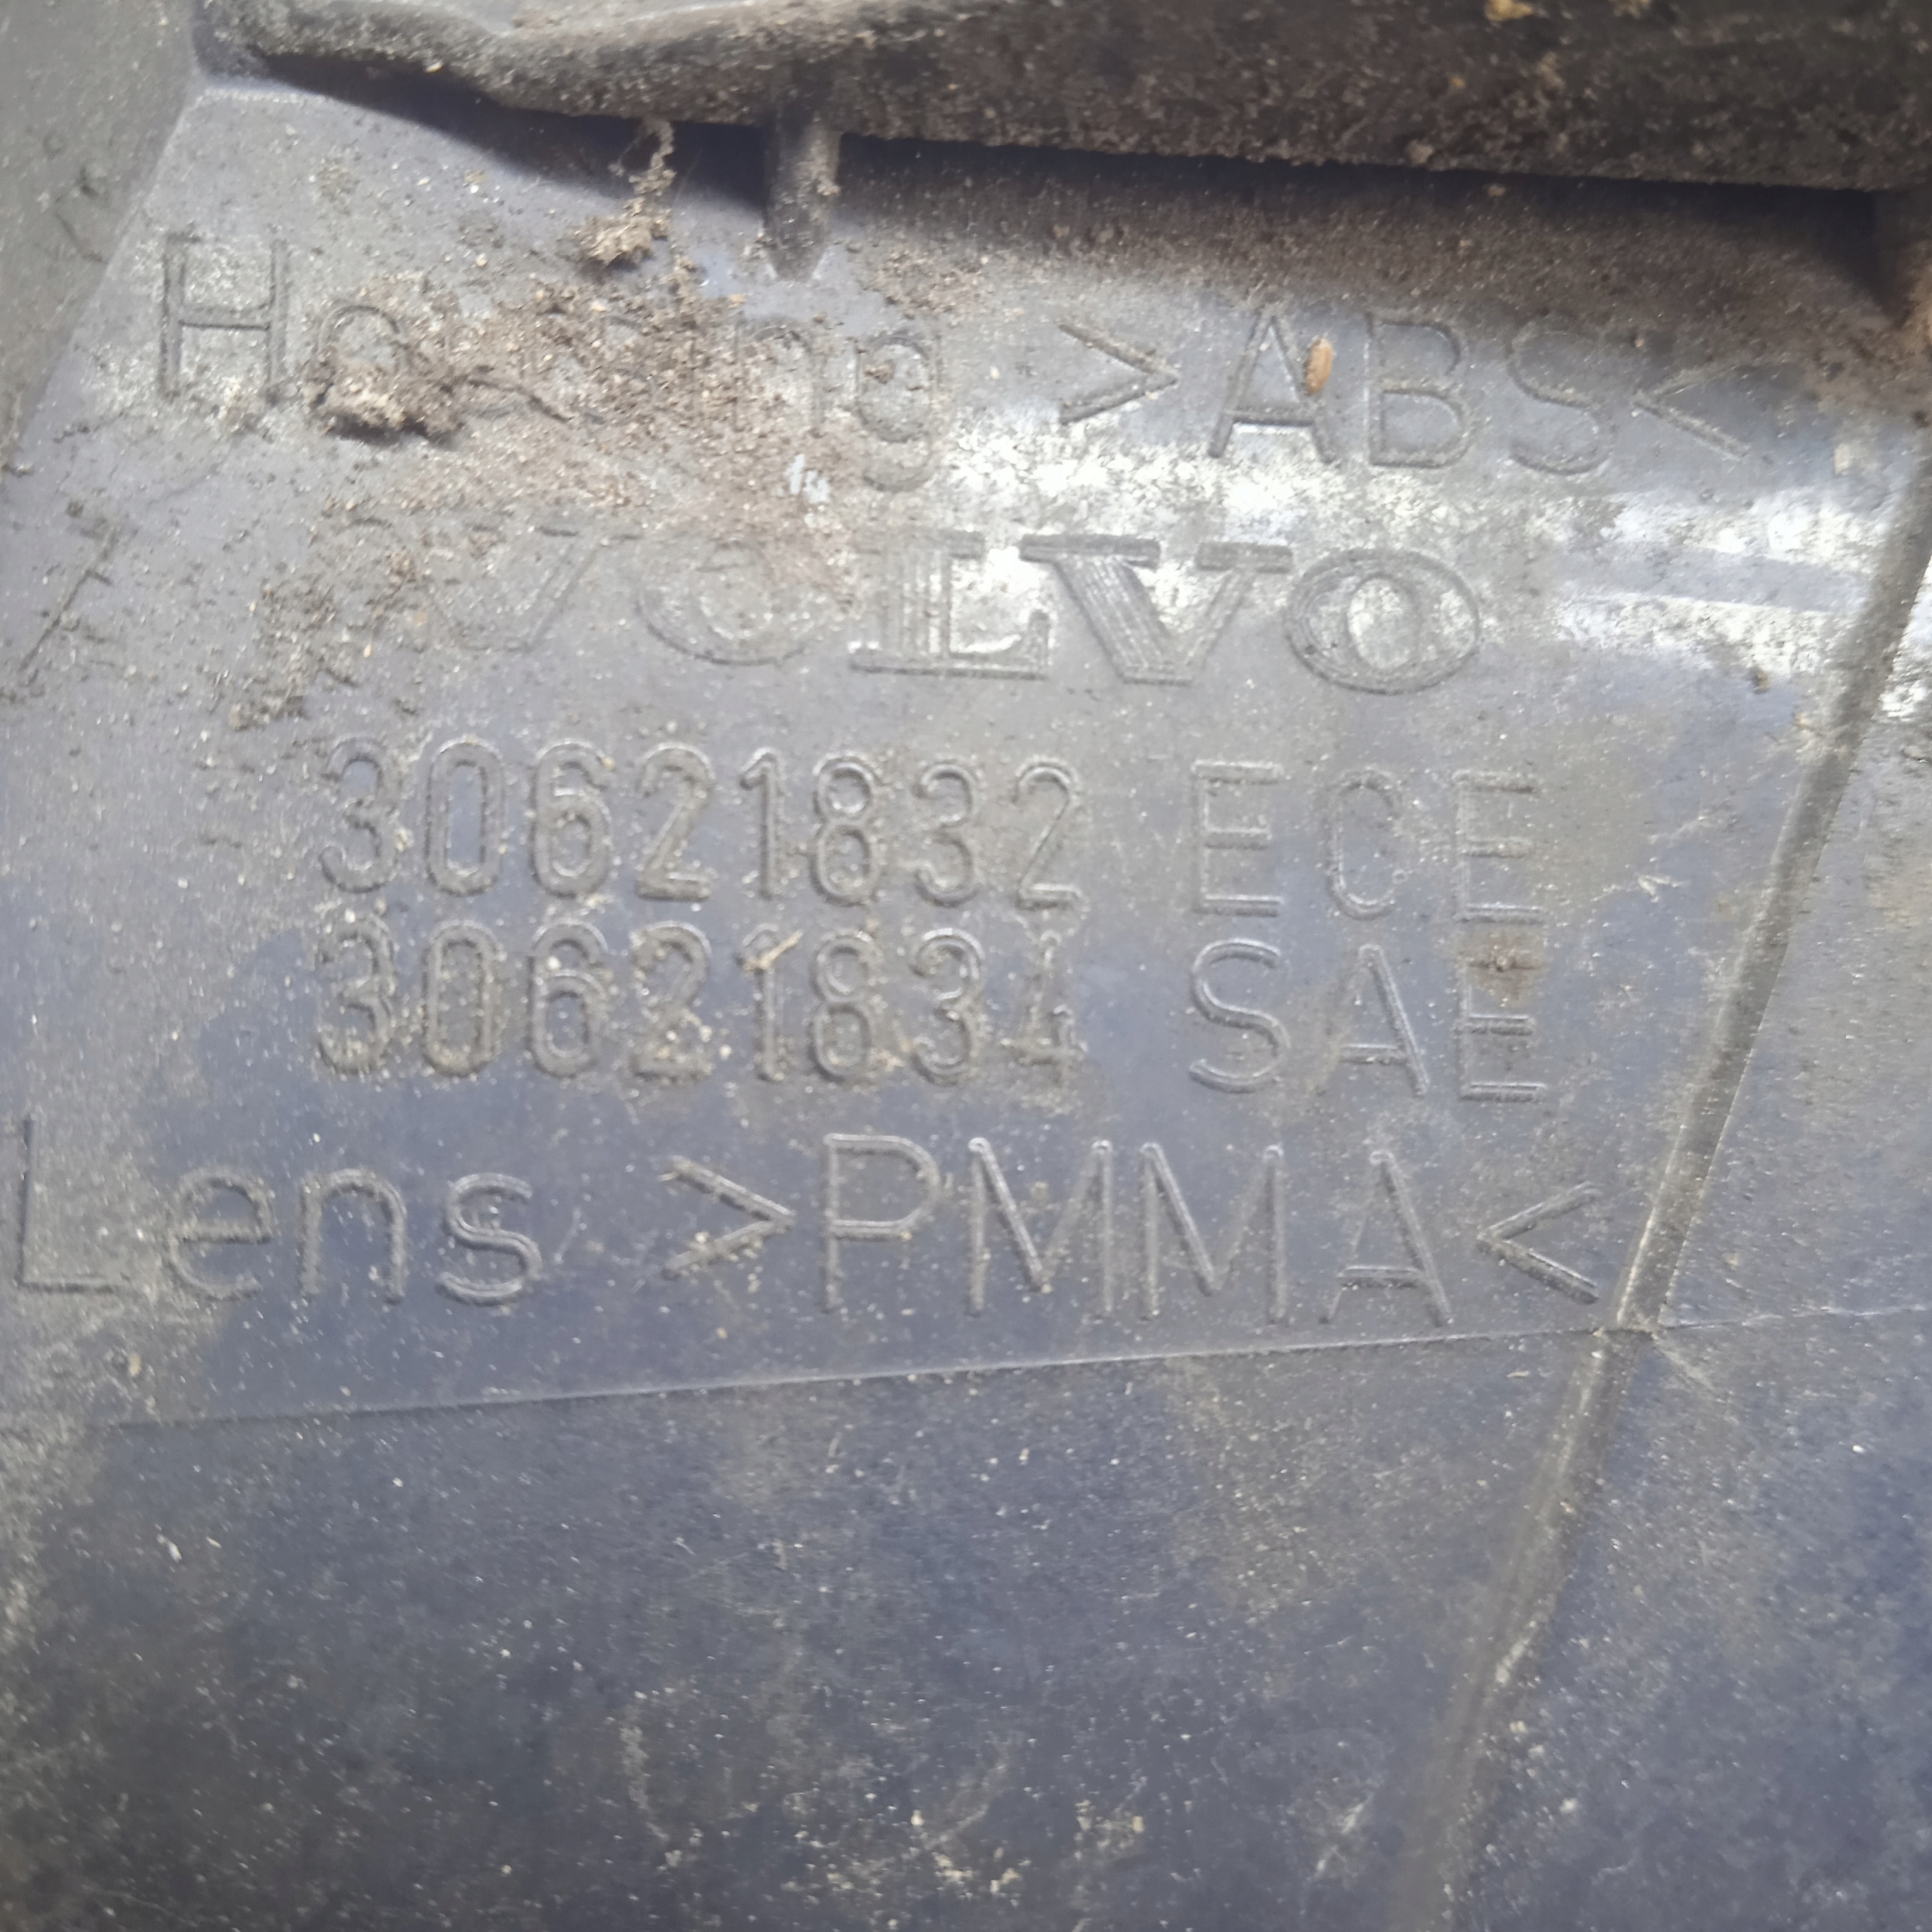 Housing >ABS<
VOLVO
30621832 ECE
30621834 SAE
Lens >PMMA<